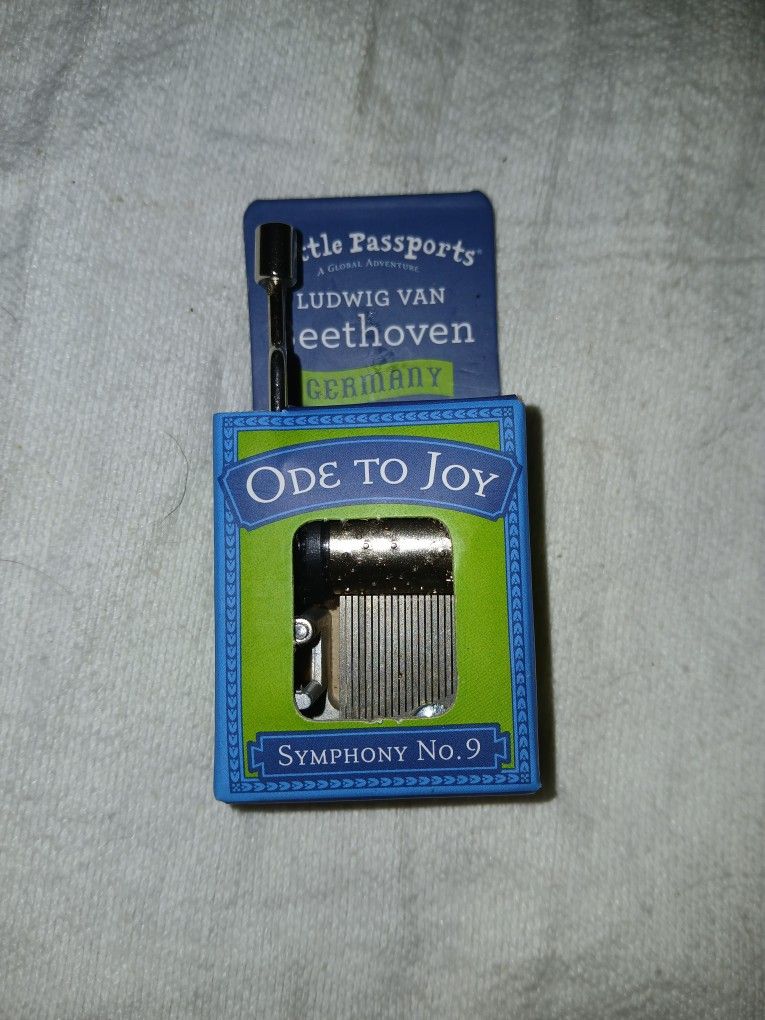 ttle Passports®
A Global Adventure
LUDWIG VAN
eethoven
GERMANY
ODE TO JOY
SYMPHONY NO. 9